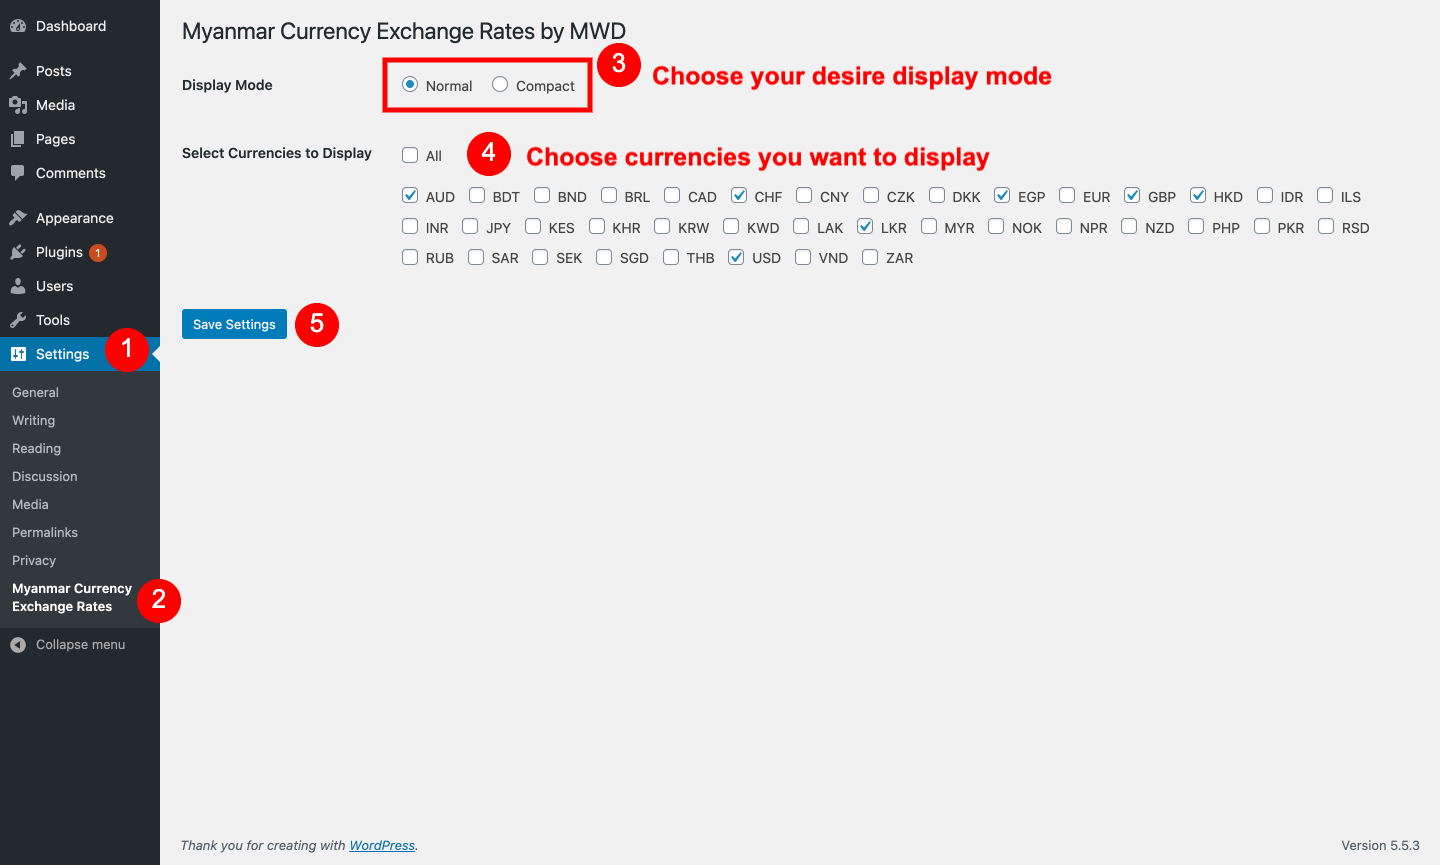 Dashboard
Posts
Media
Pages
Comments
Appearance
Plugins 1
Users
Tools
Settings 1
General
Writing
Reading
Discussion
Media
Permalinks
Privacy
Myanmar Currency
Exchange Rates 2
Collapse menu
Myanmar Currency Exchange Rates by MWD
Display Mode Normal Compact 3 Choose your desire display mode
Select Currencies to Display All 4 Choose currencies you want to display
AUD BDT BND BRL CAD CHF CNY CZK DKK EGP EUR GBP HKD IDR ILS
INR JPY KES KHR KRW KWD LAK LKR MYR NOK NPR NZD PHP PKR RSD
RUB SAR SEK SGD THB USD VND ZAR
Save Settings 5
Thank you for creating with WordPress.
Version 5.5.3